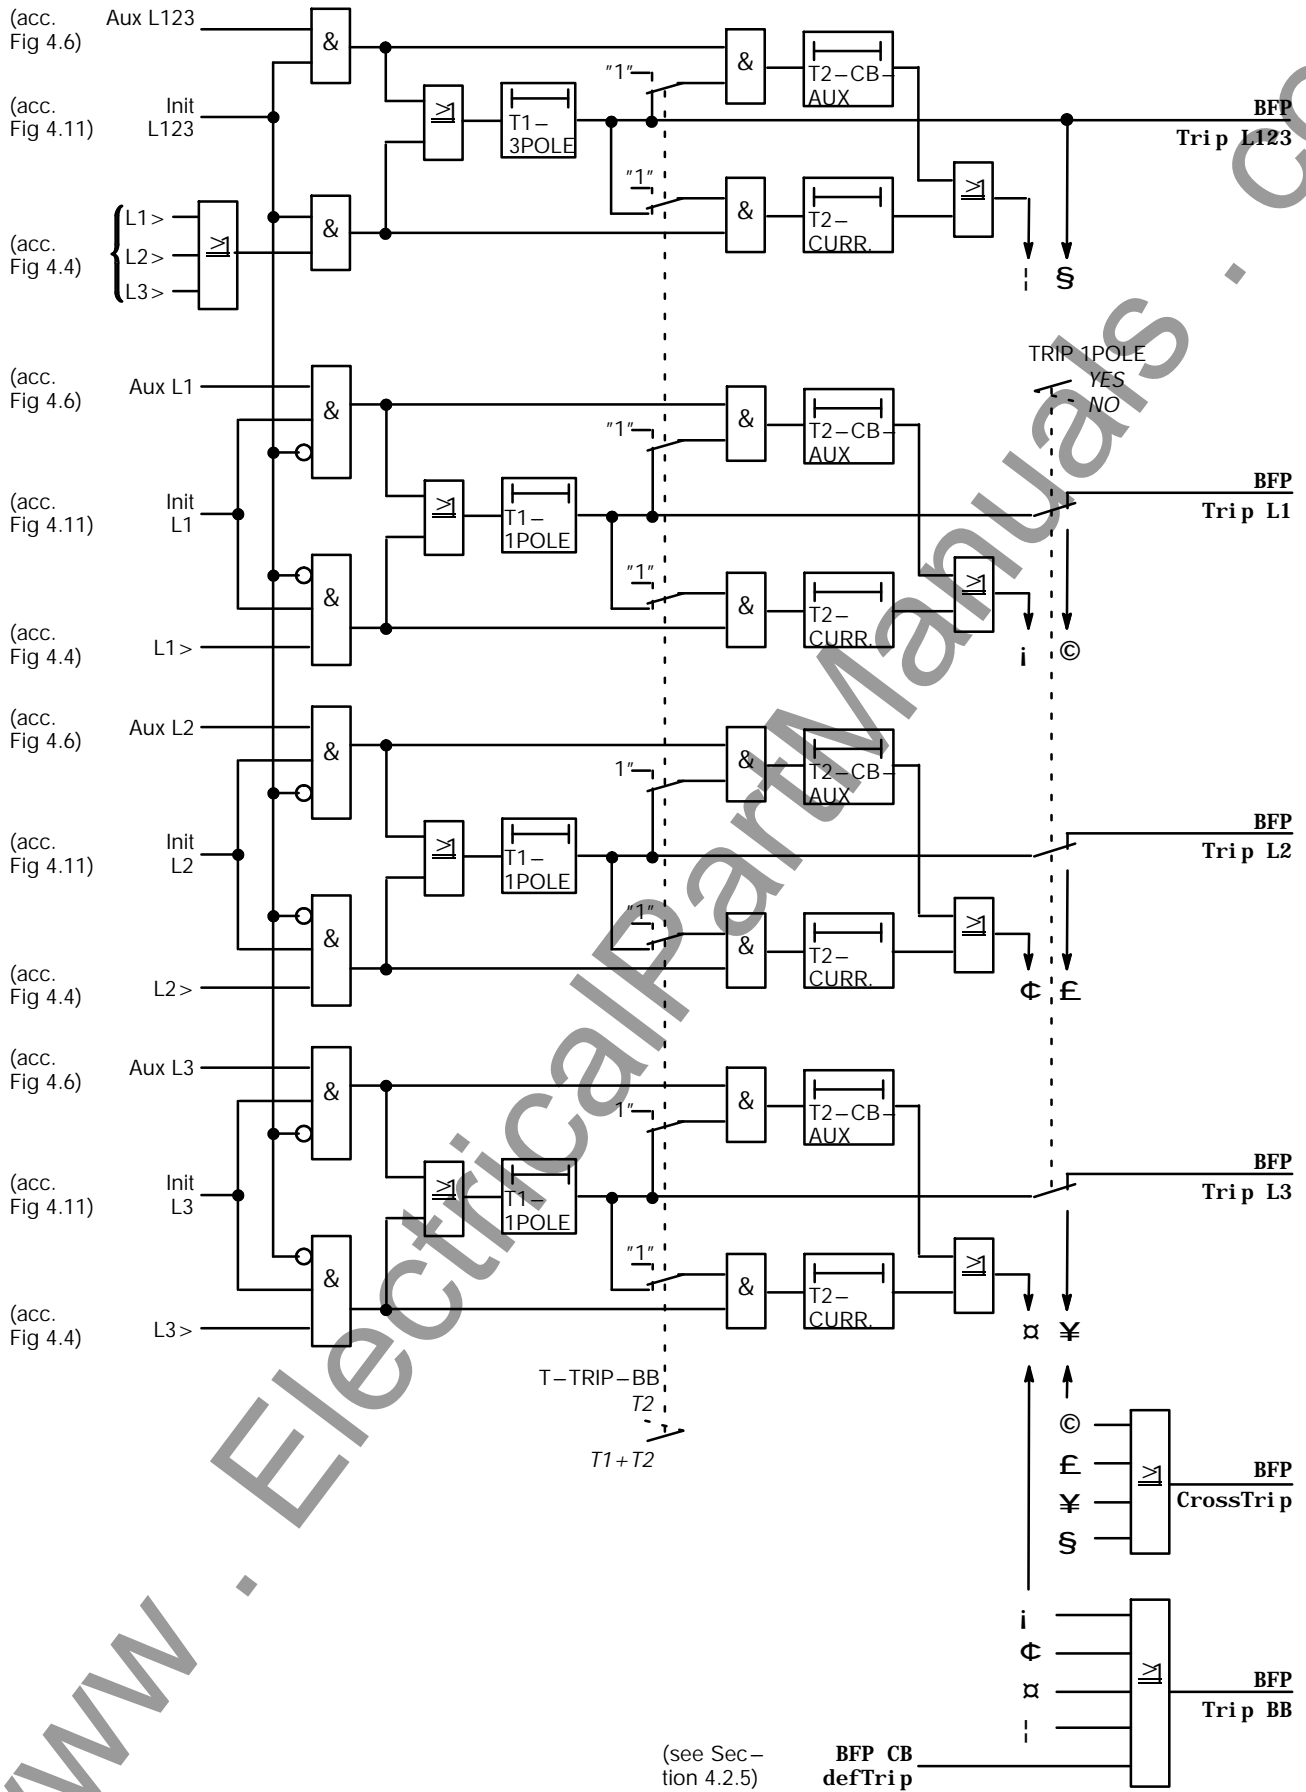 (acc.
Fig 4.6)
Aux L123
&
"1"
&
T2–CB–
AUX
(acc.
Fig 4.11)
Init
L123
≥1
T1–
3POLE
BFP
Trip L123
"1"
(acc.
Fig 4.4)
L1>
L2>
L3>
≥1
&
&
T2–
CURR.
≥1
¦ §
TRIP 1POLE
YES
NO
(acc.
Fig 4.6)
Aux L1
&
"1"
&
T2–CB–
AUX
(acc.
Fig 4.11)
Init
L1
≥1
T1–
1POLE
BFP
Trip L1
"1"
(acc.
Fig 4.4)
L1>
&
&
T2–
CURR.
≥1
¡ ©
(acc.
Fig 4.6)
Aux L2
&
1"
&
T2–CB–
AUX
(acc.
Fig 4.11)
Init
L2
≥1
T1–
1POLE
BFP
Trip L2
"1"
(acc.
Fig 4.4)
L2>
&
&
T2–
CURR.
≥1
¢ £
(acc.
Fig 4.6)
Aux L3
&
1"
&
T2–CB–
AUX
(acc.
Fig 4.11)
Init
L3
≥1
T1–
1POLE
BFP
Trip L3
"1"
(acc.
Fig 4.4)
L3>
&
&
T2–
CURR.
≥1
¤ ¥
T–TRIP–BB
T2
T1+T2
©
£
¥
§
≥1
BFP
CrossTrip
¡
¢
¤
¦
≥1
BFP
Trip BB
(see Sec–
tion 4.2.5)
BFP CB
defTrip
www . ElectricalPartManuals . co